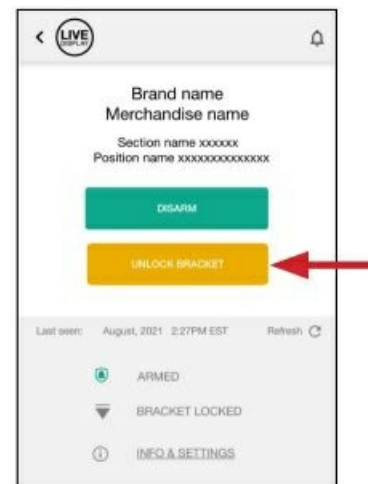 LIVE
DISPLAY
Brand name
Merchandise name
Section name xxxxxx
Position name xxxxxxxxxxxxxx
DISARM
UNLOCK BRACKET
Last seen: August, 2021 2:27PM EST Refresh
ARMED
BRACKET LOCKED
INFO & SETTINGS